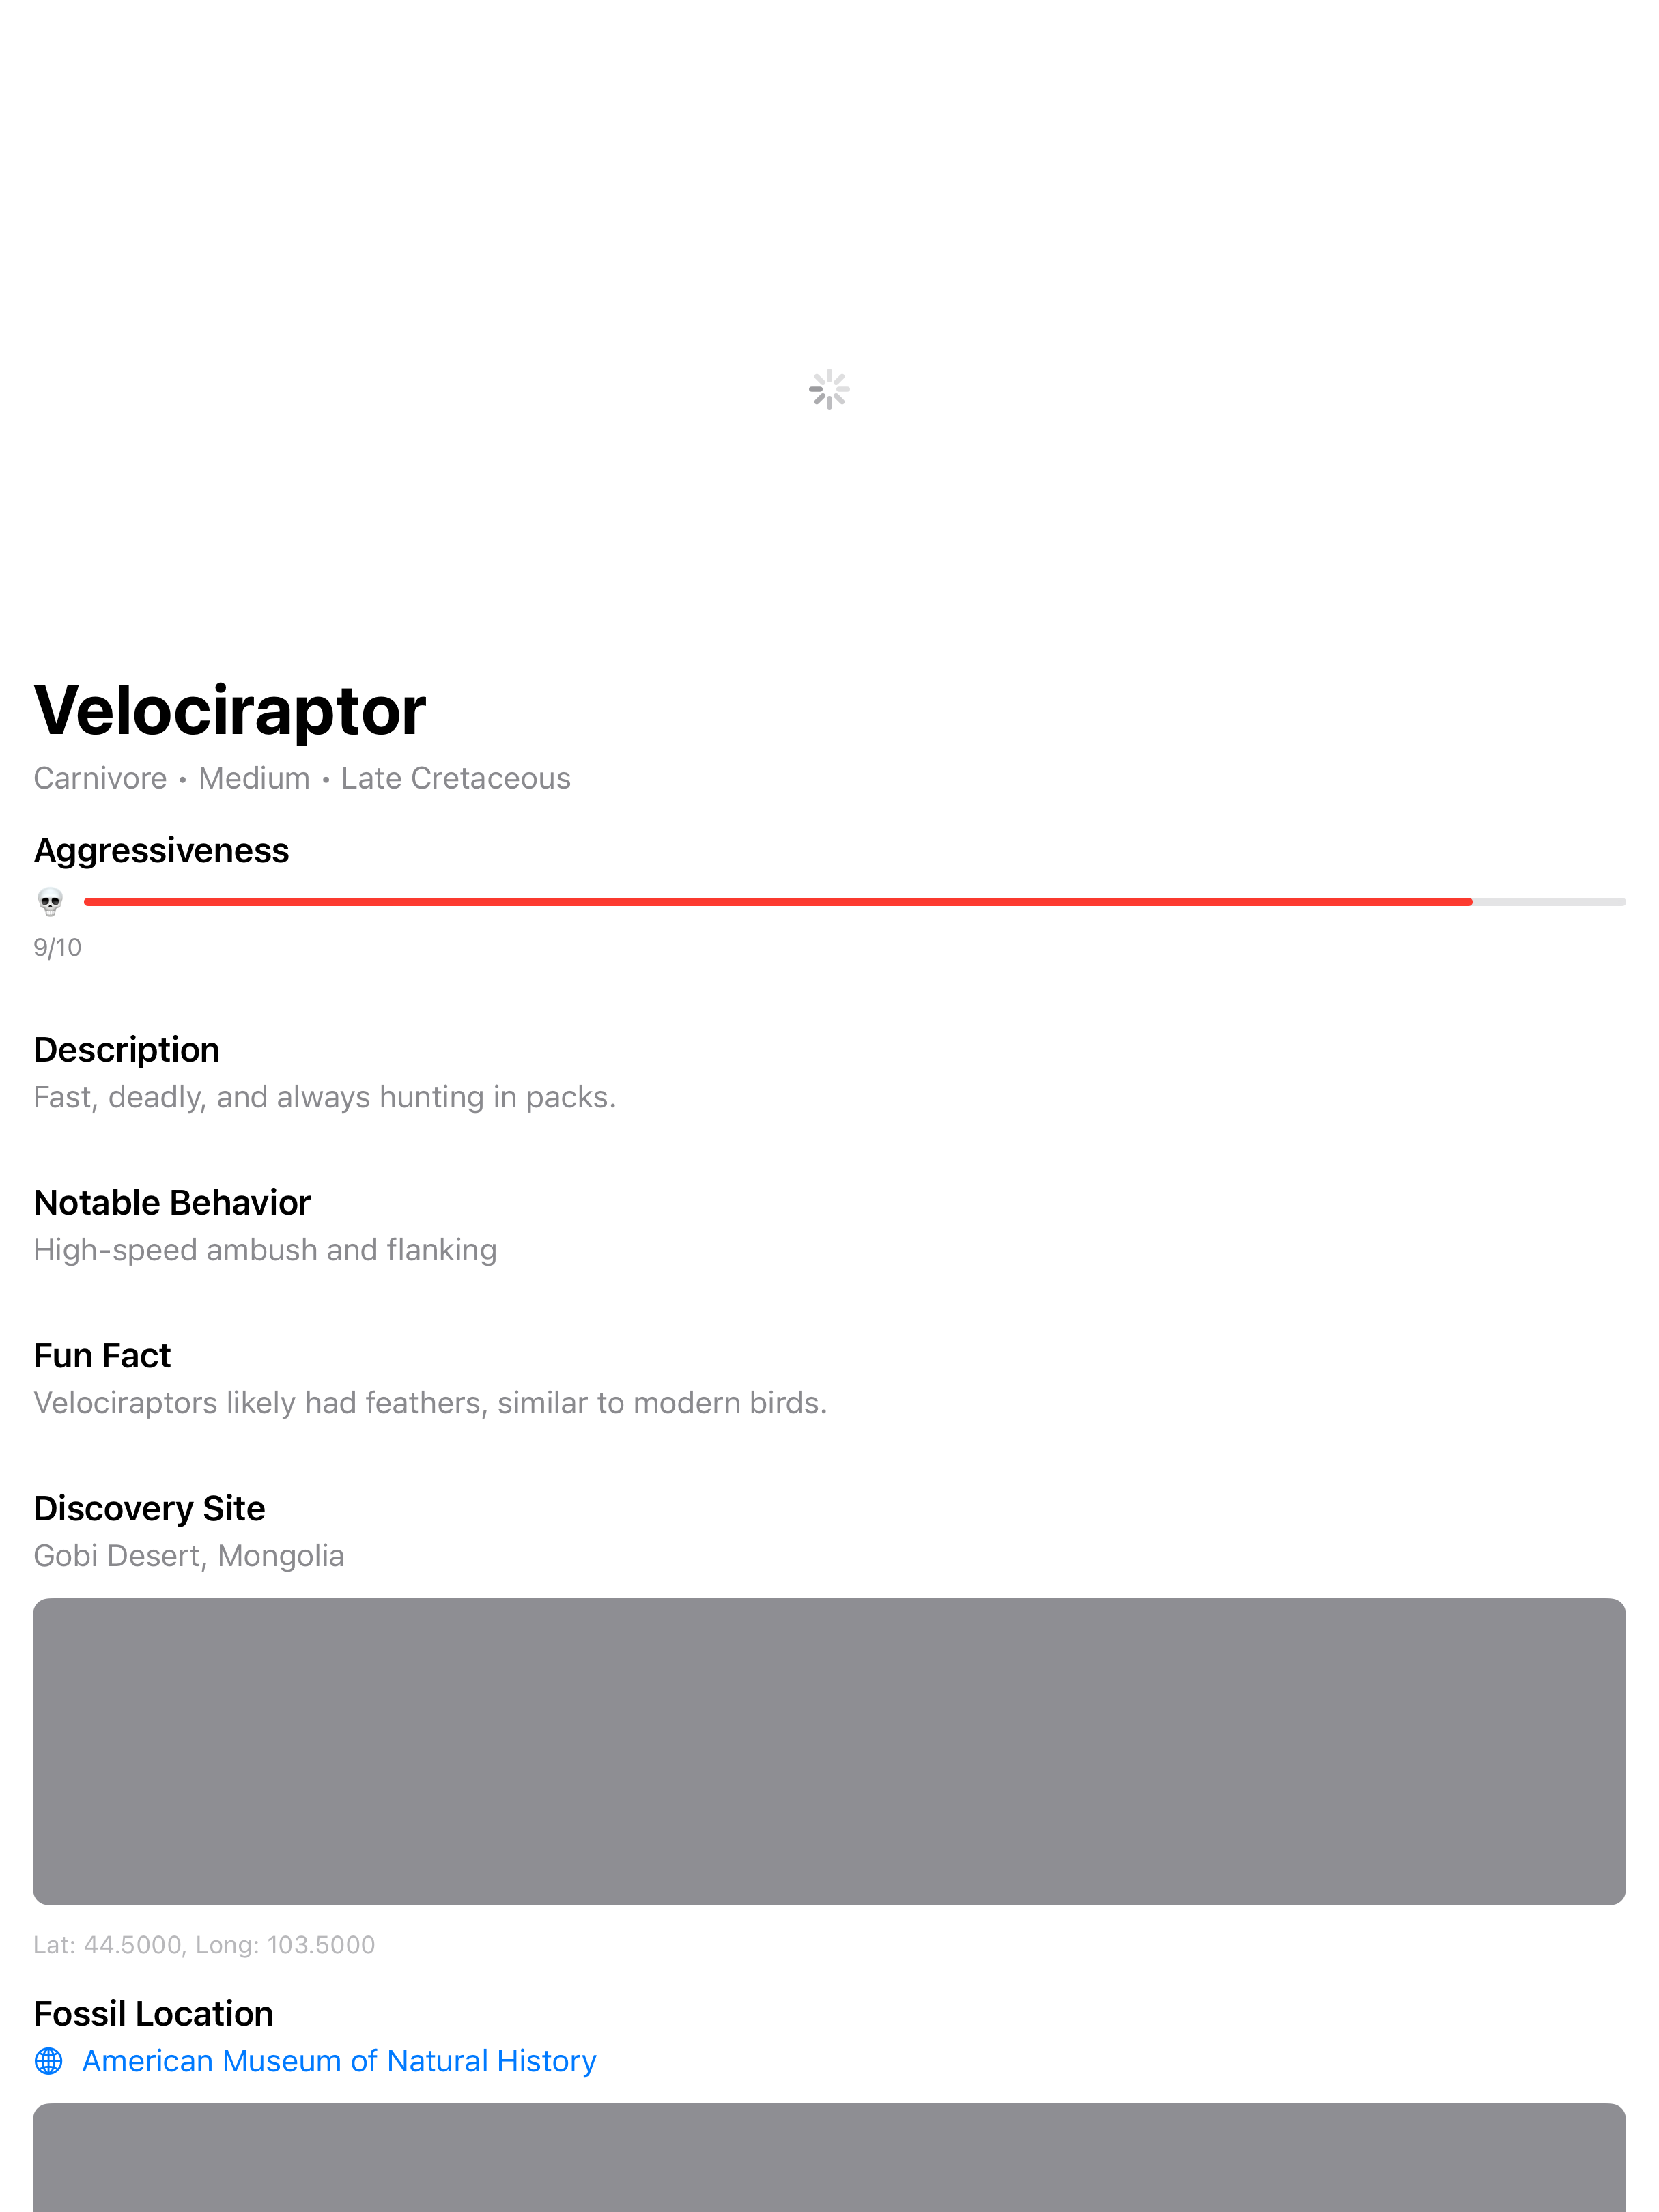 Velociraptor
Carnivore • Medium • Late Cretaceous
Aggressiveness
9/10
Description
Fast, deadly, and always hunting in packs.
Notable Behavior
High-speed ambush and flanking
Fun Fact
Velociraptors likely had feathers, similar to modern birds.
Discovery Site
Gobi Desert, Mongolia
Lat: 44.5000, Long: 103.5000
Fossil Location
American Museum of Natural History